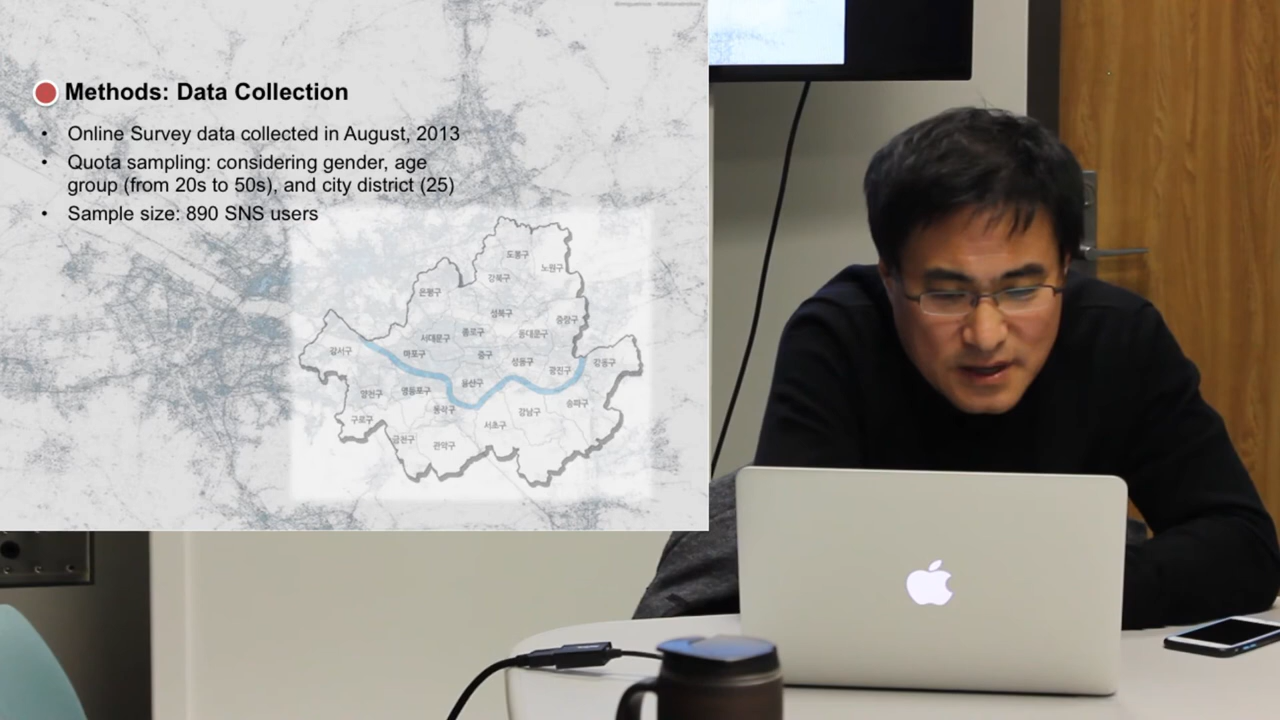 Methods: Data Collection
• Online Survey data collected in August, 2013
• Quota sampling: considering gender, age
group (from 20s to 50s), and city district (25)
• Sample size: 890 SNS users
도봉구
노원구
강북구
은평구
성북구
중랑구
서대문구
종로구
동대문구
강서구
마포구
중구
성동구
광진구
강동구
양천구
영등포구
용산구
동작구
강남구
송파구
구로구
금천구
관악구
서초구